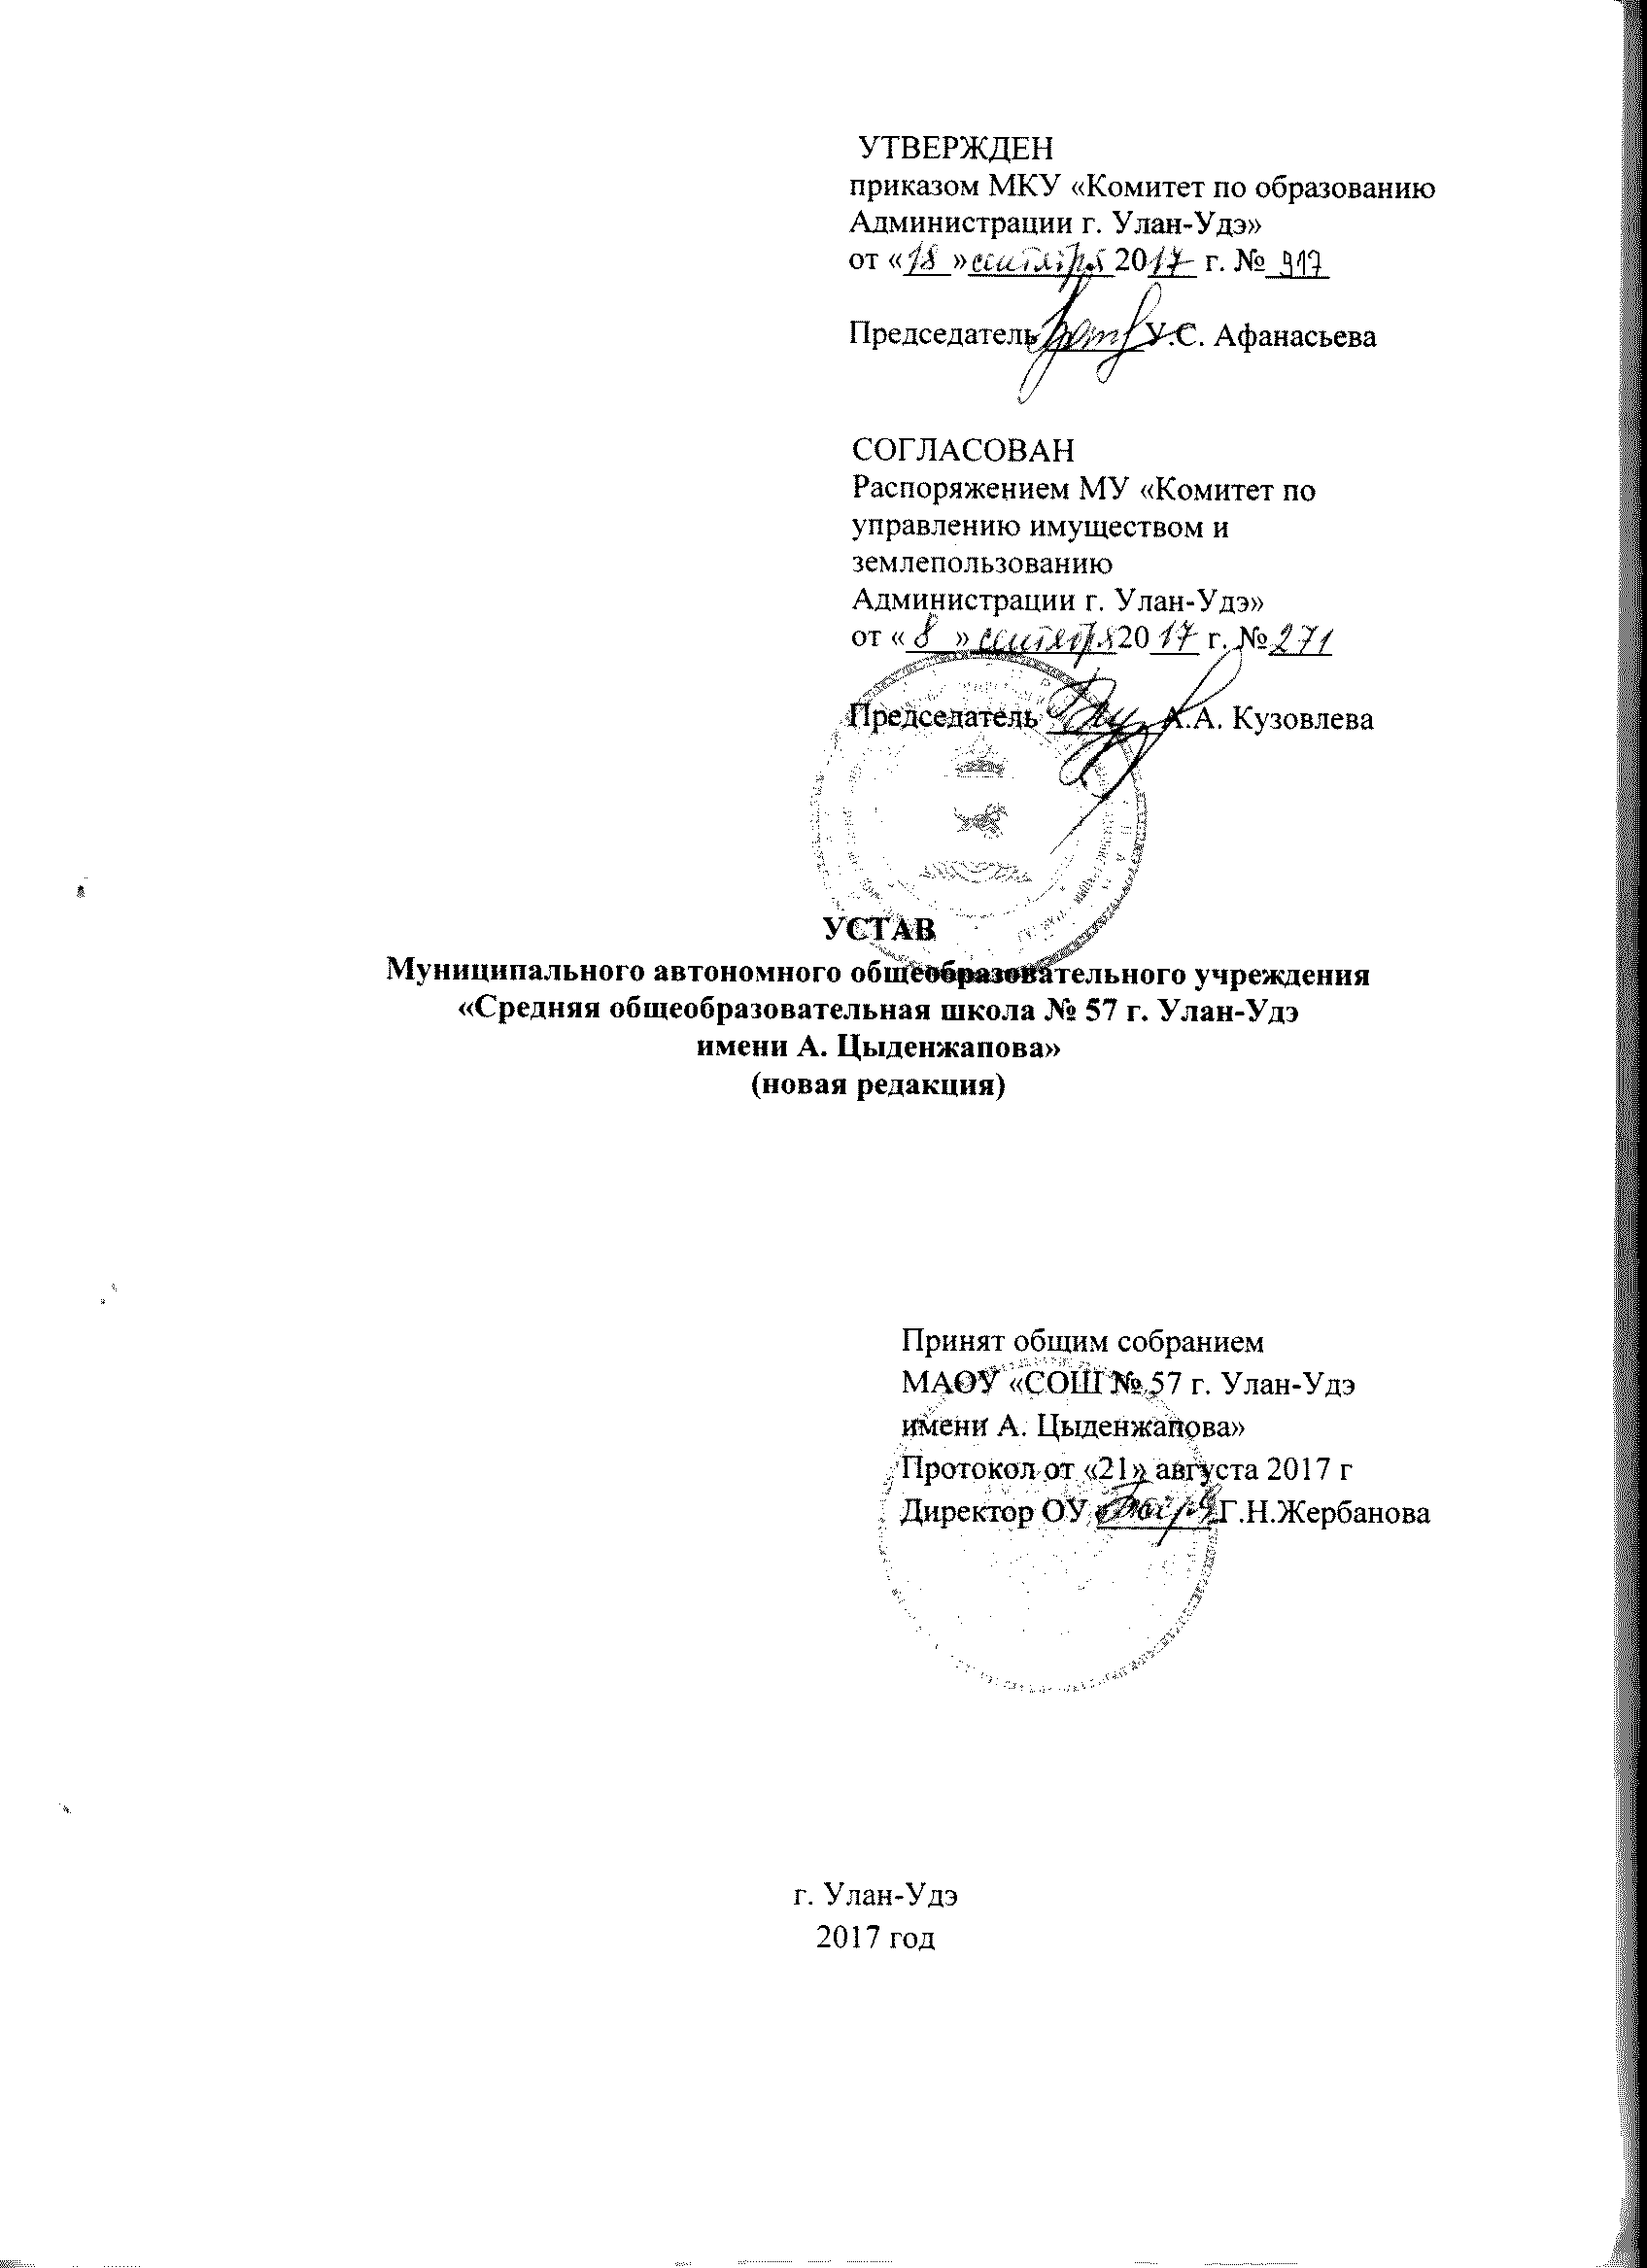 УТВЕРЖДЕН
приказом МКУ «Комитет по образованию
Администрации г. Улан-Удэ»
от «18» сентября 2017 г. № 917
Председатель У.С. Афанасьева
СОГЛАСОВАН
Распоряжением МУ «Комитет по
управлению имуществом и
землепользованию
Администрации г. Улан-Удэ»
от «8» сентября 2017 г. № 271
Председатель А.А. Кузовлева
УСТАВ
Муниципального автономного общеобразовательного учреждения
«Средняя общеобразовательная школа № 57 г. Улан-Удэ
имени А. Цыденжапова»
(новая редакция)
Принят общим собранием
МАОУ «СОШ № 57 г. Улан-Удэ
имени А. Цыденжапова»
Протокол от «21» августа 2017 г
Директор ОУ Г.Н.Жербанова
г. Улан-Удэ
2017 год